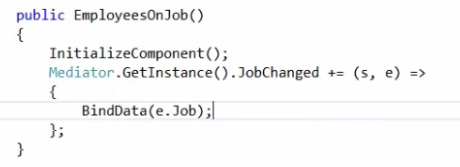 public EmployeesOnJob()
{
    InitializeComponent();
    Mediator.GetInstance().JobChanged += (s, e) =>
    {
        BindData(e.Job);
    };
}